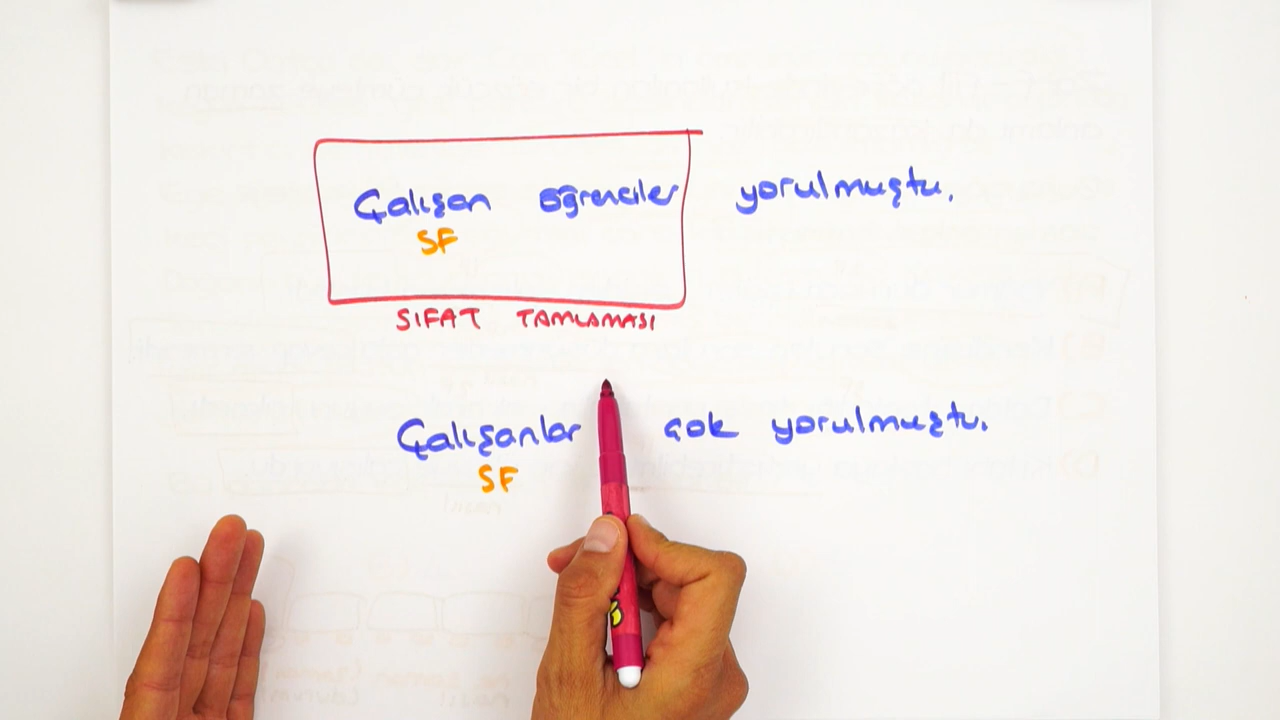 Çalışan öğrenciler yorulmuştu.
SF
SIFAT TAMLAMASI
Çalışanlar çok yorulmuştu.
SF